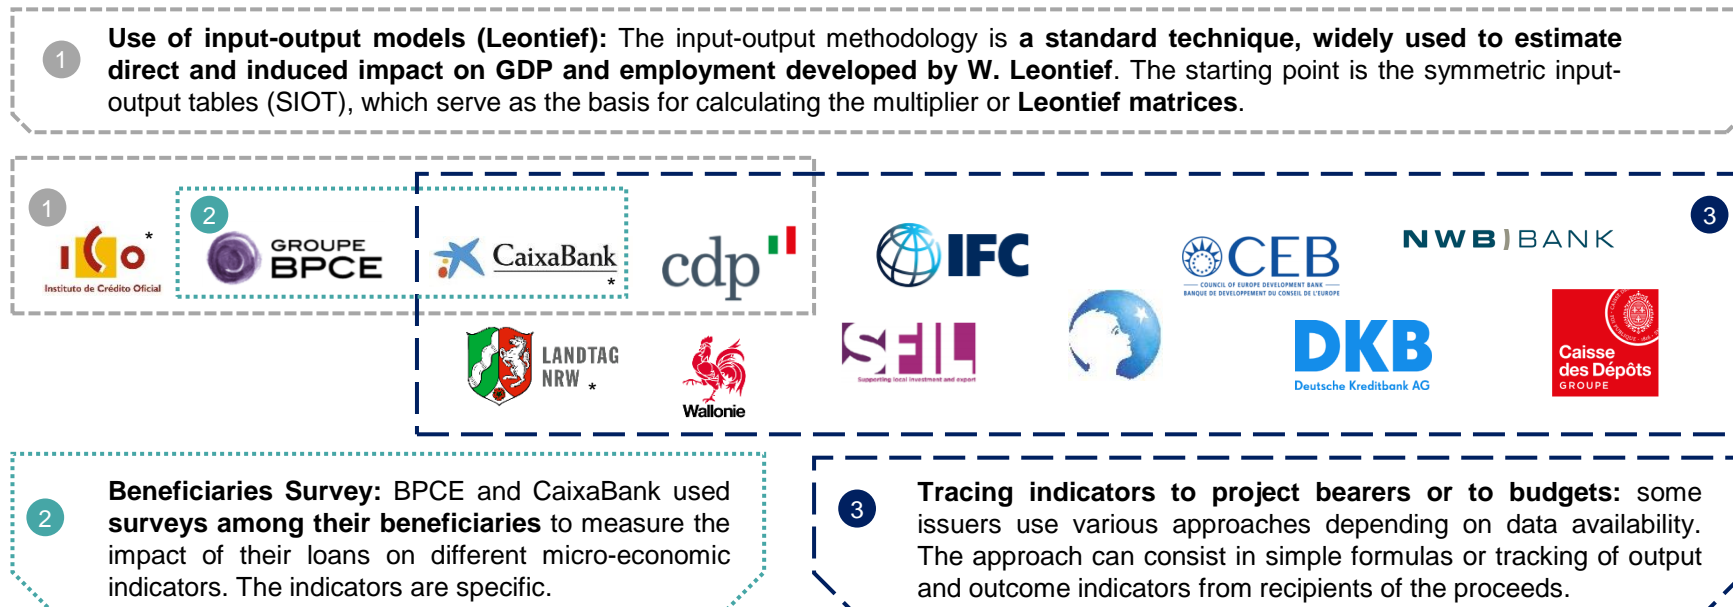 1
Use of input-output models (Leontief): The input-output methodology is a standard technique, widely used to estimate
direct and induced impact on GDP and employment developed by W. Leontief. The starting point is the symmetric input-
output tables (SIOT), which serve as the basis for calculating the multiplier or Leontief matrices.
1
2
3
ICO *
Instituto de Crédito Oficial
GROUPE
BPCE
CaixaBank
*
cdp
IFC
CEB
COUNCIL OF EUROPE DEVELOPMENT BANK
BANQUE DE DEVELOPPEMENT DU CONSEIL DE L'EUROPE
NWB)BANK
LANDTAG
NRW *
Wallonie
SFIL
Supporting local investment and export
DKB
Deutsche Kreditbank AG
Caisse
des Dépôts
GROUPE
2
Beneficiaries Survey: BPCE and CaixaBank used
surveys among their beneficiaries to measure the
impact of their loans on different micro-economic
indicators. The indicators are specific.
3
Tracing indicators to project bearers or to budgets: some
issuers use various approaches depending on data availability.
The approach can consist in simple formulas or tracking of output
and outcome indicators from recipients of the proceeds.